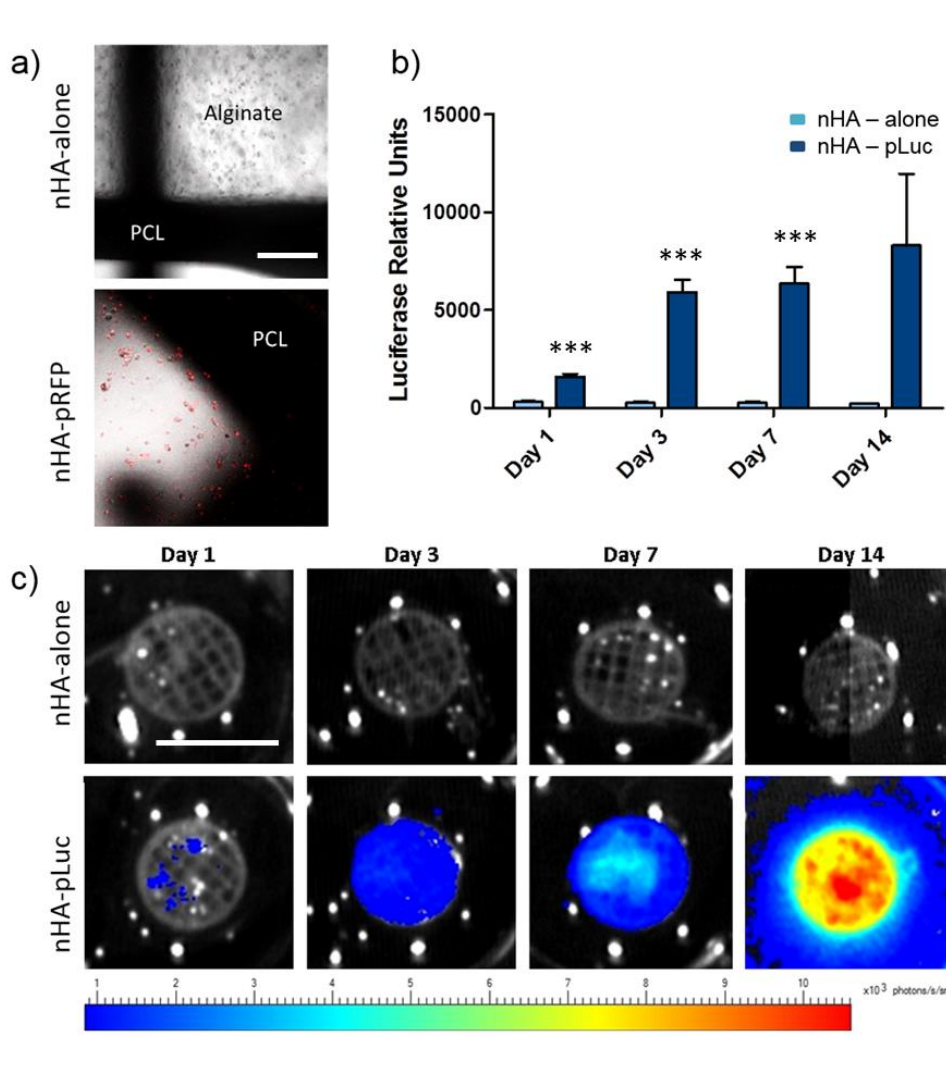 a)
nHA-alone
Alginate
PCL
nHA-pRFP
PCL
b)
Luciferase Relative Units
15000
10000
5000
0
nHA – alone
nHA – pLuc
***
***
***
Day 1
Day 3
Day 7
Day 14
c)
Day 1 Day 3 Day 7 Day 14
nHA-alone
nHA-pLuc
1 2 3 4 5 6 7 8 9 10
x10³ photons/s/